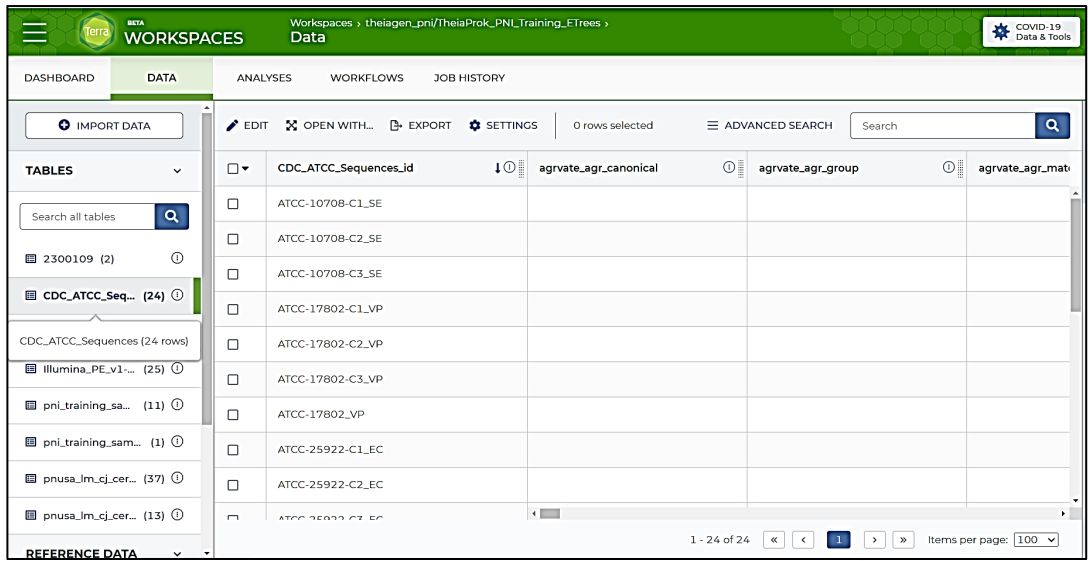 Terra
BETA
WORKSPACES
Workspaces › theiagen_pni/TheiaProk_PNI_Training_ETrees ›
Data
COVID-19
Data & Tools
DASHBOARD DATA ANALYSES WORKFLOWS JOB HISTORY
IMPORT DATA
TABLES
Search all tables
2300109 (2)
CDC_ATCC_Seq... (24)
CDC_ATCC_Sequences (24 rows)
Illumina_PE_v1-... (25)
pni_training_sa... (11)
pni_training_sam... (1)
pnusa_lm_cj_cer... (37)
pnusa_lm_cj_cer... (13)
REFERENCE DATA
EDIT OPEN WITH... EXPORT SETTINGS 0 rows selected ADVANCED SEARCH Search
CDC_ATCC_Sequences_id agrvate_agr_canonical agrvate_agr_group agrvate_agr_mat
ATCC-10708-C1_SE
ATCC-10708-C2_SE
ATCC-10708-C3_SE
ATCC-17802-C1_VP
ATCC-17802-C2_VP
ATCC-17802-C3_VP
ATCC-17802_VP
ATCC-25922-C1_EC
ATCC-25922-C2_EC
ATCC-25922-C3_EC
1 - 24 of 24 « ‹ 1 › » Items per page: 100